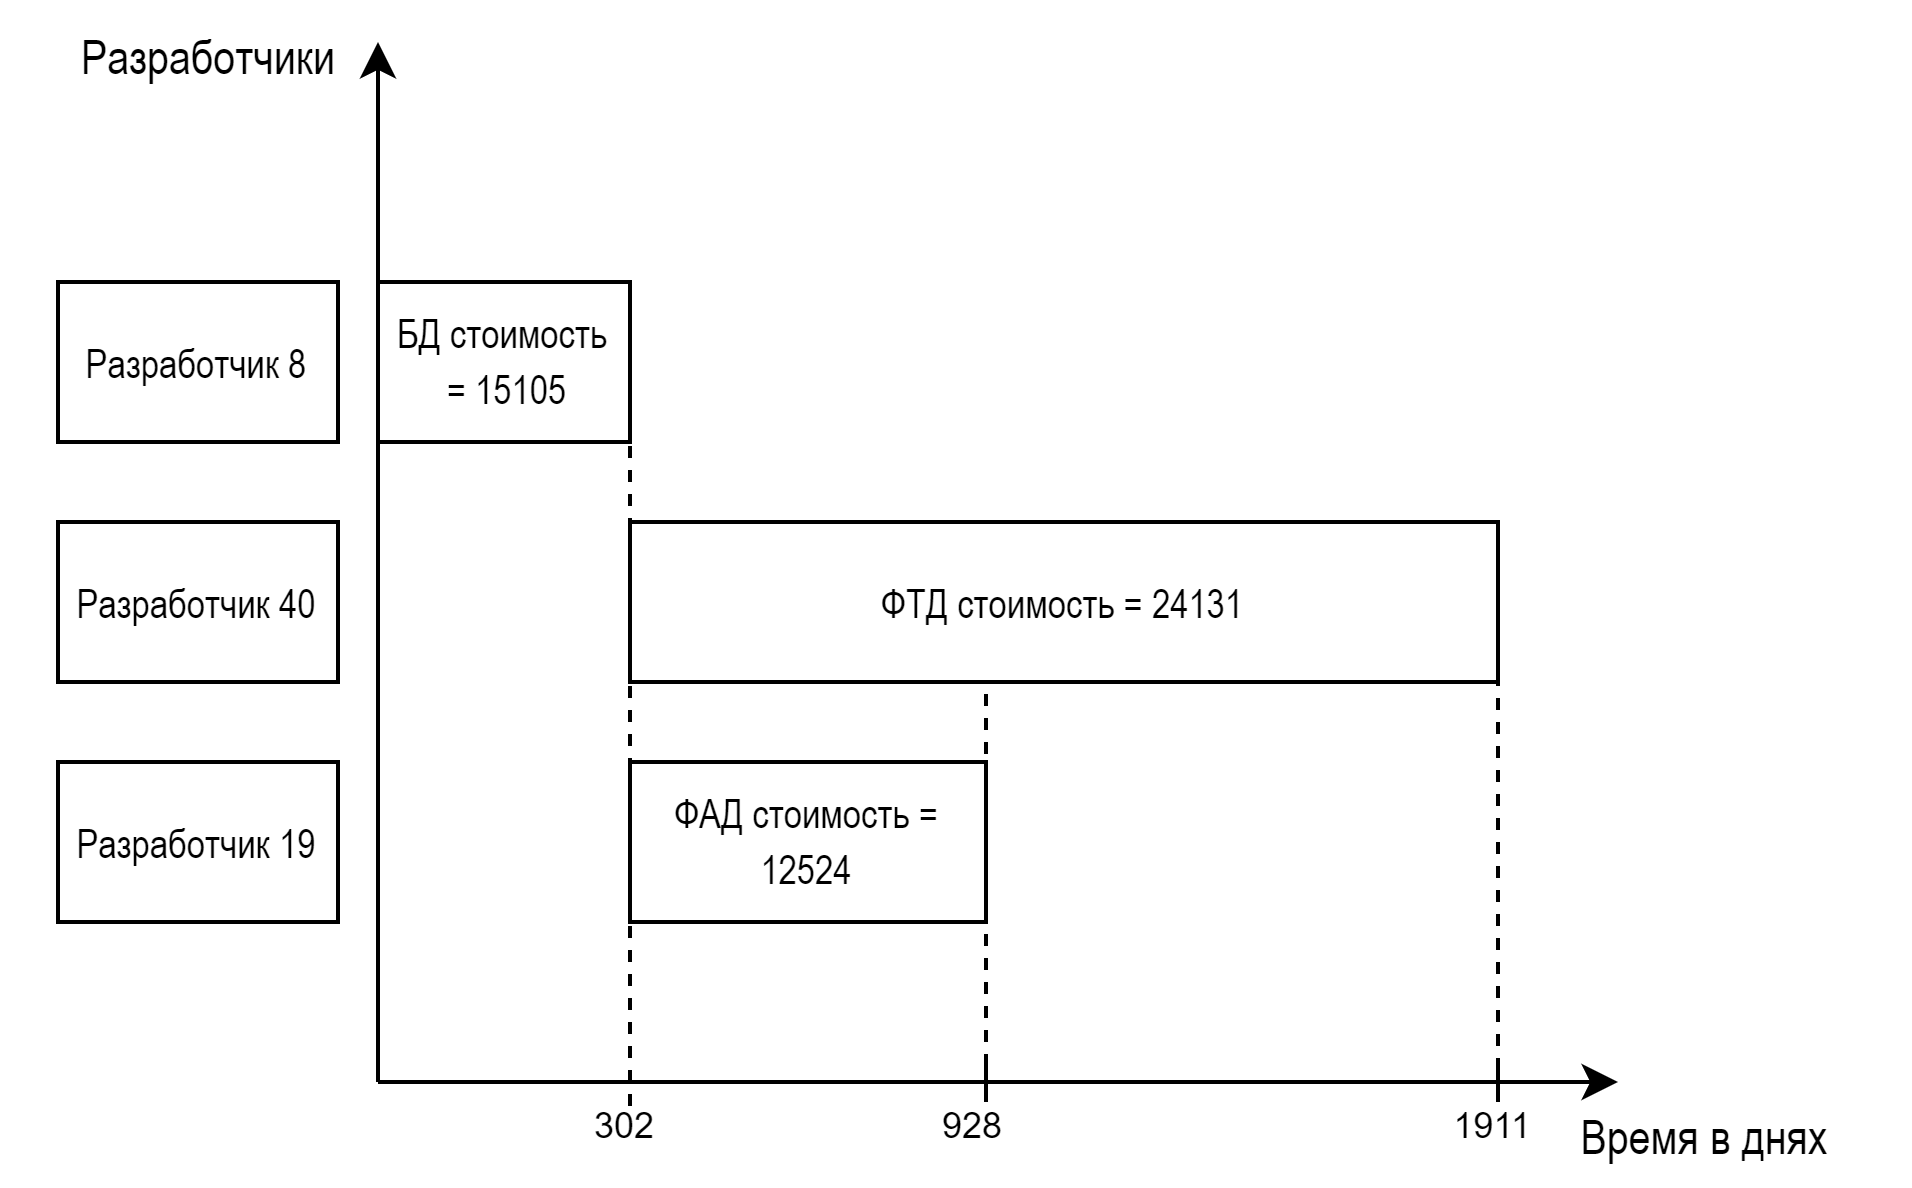 Разработчики
Разработчик 8
БД стоимость
= 15105
Разработчик 40
ФТД стоимость = 24131
Разработчик 19
ФАД стоимость =
12524
302
928
1911
Время в днях